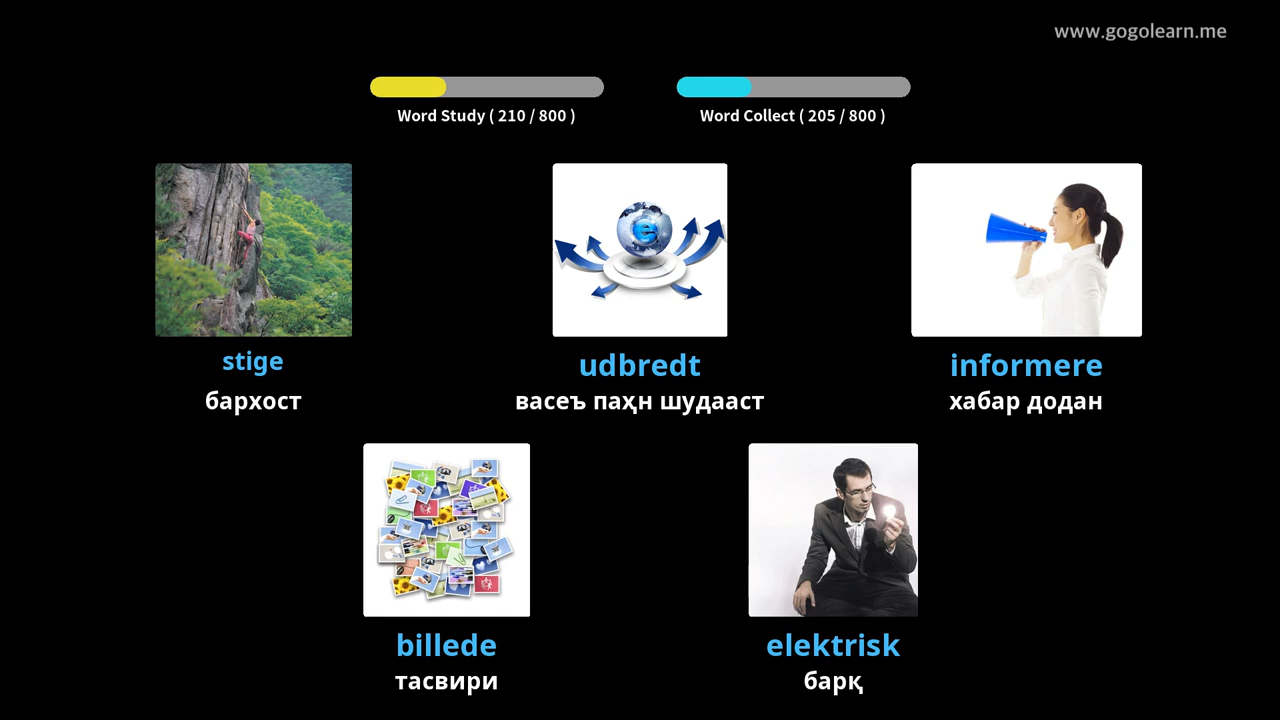 www.gogolearn.me
Word Study ( 210 / 800 )
Word Collect ( 205 / 800 )
stige
бархост
udbredt
васеъ паҳн шудааст
informere
хабар додан
billede
тасвири
elektrisk
барқ